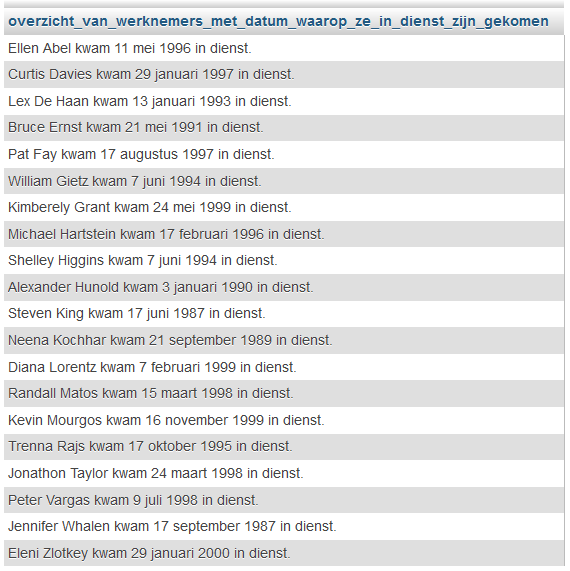 overzicht_van_werknemers_met_datum_waarop_ze_in_dienst_zijn_gekomen
Ellen Abel kwam 11 mei 1996 in dienst.
Curtis Davies kwam 29 januari 1997 in dienst.
Lex De Haan kwam 13 januari 1993 in dienst.
Bruce Ernst kwam 21 mei 1991 in dienst.
Pat Fay kwam 17 augustus 1997 in dienst.
William Gietz kwam 7 juni 1994 in dienst.
Kimberely Grant kwam 24 mei 1999 in dienst.
Michael Hartstein kwam 17 februari 1996 in dienst.
Shelley Higgins kwam 7 juni 1994 in dienst.
Alexander Hunold kwam 3 januari 1990 in dienst.
Steven King kwam 17 juni 1987 in dienst.
Neena Kochhar kwam 21 september 1989 in dienst.
Diana Lorentz kwam 7 februari 1999 in dienst.
Randall Matos kwam 15 maart 1998 in dienst.
Kevin Mourgos kwam 16 november 1999 in dienst.
Trenna Rajs kwam 17 oktober 1995 in dienst.
Jonathon Taylor kwam 24 maart 1998 in dienst.
Peter Vargas kwam 9 juli 1998 in dienst.
Jennifer Whalen kwam 17 september 1987 in dienst.
Eleni Zlotkey kwam 29 januari 2000 in dienst.